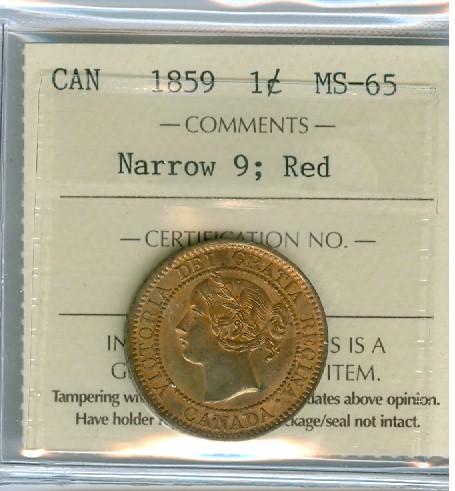 CAN 1859 1¢ MS-65
— COMMENTS —
Narrow 9; Red
— CERTIFICATION NO. —
VICTORIA DEI GRATIA REGINA
CANADA
IS A
ITEM.
Tampering above opinion.
Have holder seal not intact.